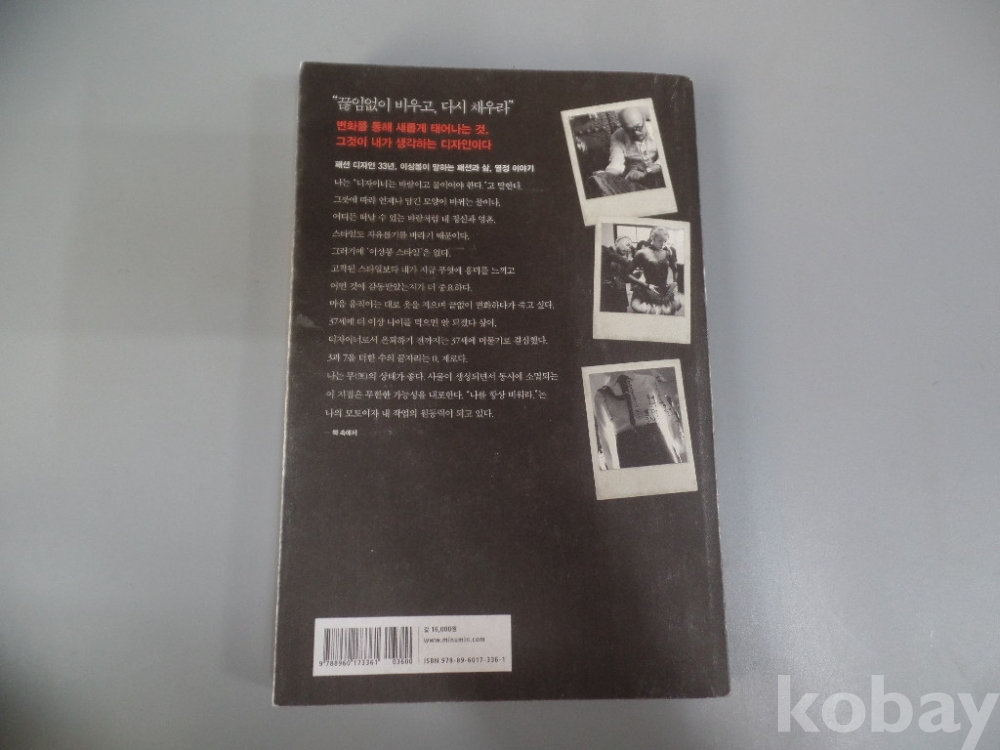 "끊임없이 비우고, 다시 채우라"
변화를 통해 새롭게 태어나는 것,
그것이 내가 생각하는 디자인이다
패션 디자인 33년, 이상봉이 말하는 패션과 삶, 열정 이야기
나는 "디자이너는 바람이고 물이어야 한다."고 말한다.
그릇에 따라 언제나 담긴 모양이 바뀌는 물이나,
어디든 떠날 수 있는 바람처럼 내 정신과 영혼,
스타일도 자유롭기를 바라기 때문이다.
그러기에 '이상봉 스타일'은 없다.
고착된 스타일보다 내가 지금 무엇에 흥미를 느끼고
어떤 것에 감동받았는지가 더 중요하다.
마음 움직이는 대로 옷을 지으며 끝없이 변화하다가 죽고 싶다.
37세에 더 이상 나이를 먹으면 안 되겠다 싶어,
디자이너로서 은퇴하기 전까지는 37세에 머물기로 결심했다.
3과 7을 더한 수의 끝자리는 0, 제로다.
나는 무(無)의 상태가 좋다. 사물이 생성되면서 동시에 소멸되는
이 지점은 무한한 가능성을 내포한다. "나를 항상 비워라."는
나의 모토이자 내 작업의 원동력이 되고 있다.
— 책 속에서
값 15,000원
www.minumin.com
9 788960 173361
03600
ISBN 978-89-6017-336-1
kobay